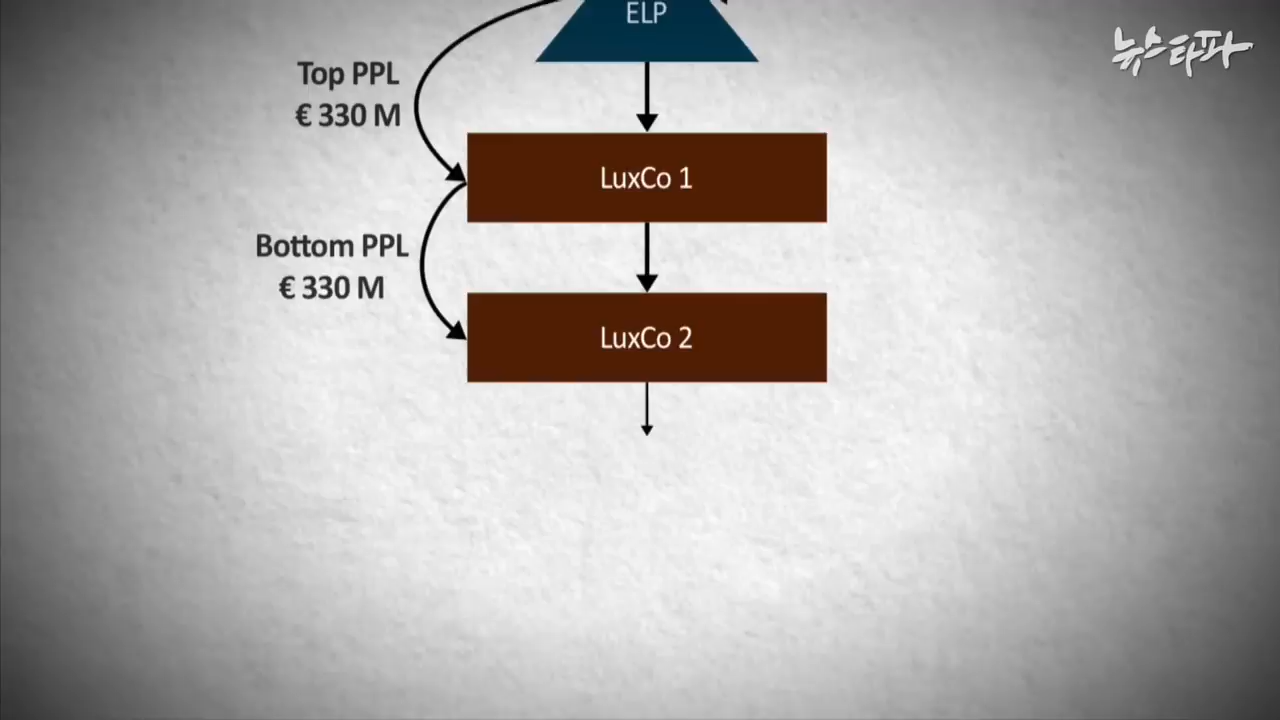 ELP
뉴스타파
Top PPL
€ 330 M
LuxCo 1
Bottom PPL
€ 330 M
LuxCo 2